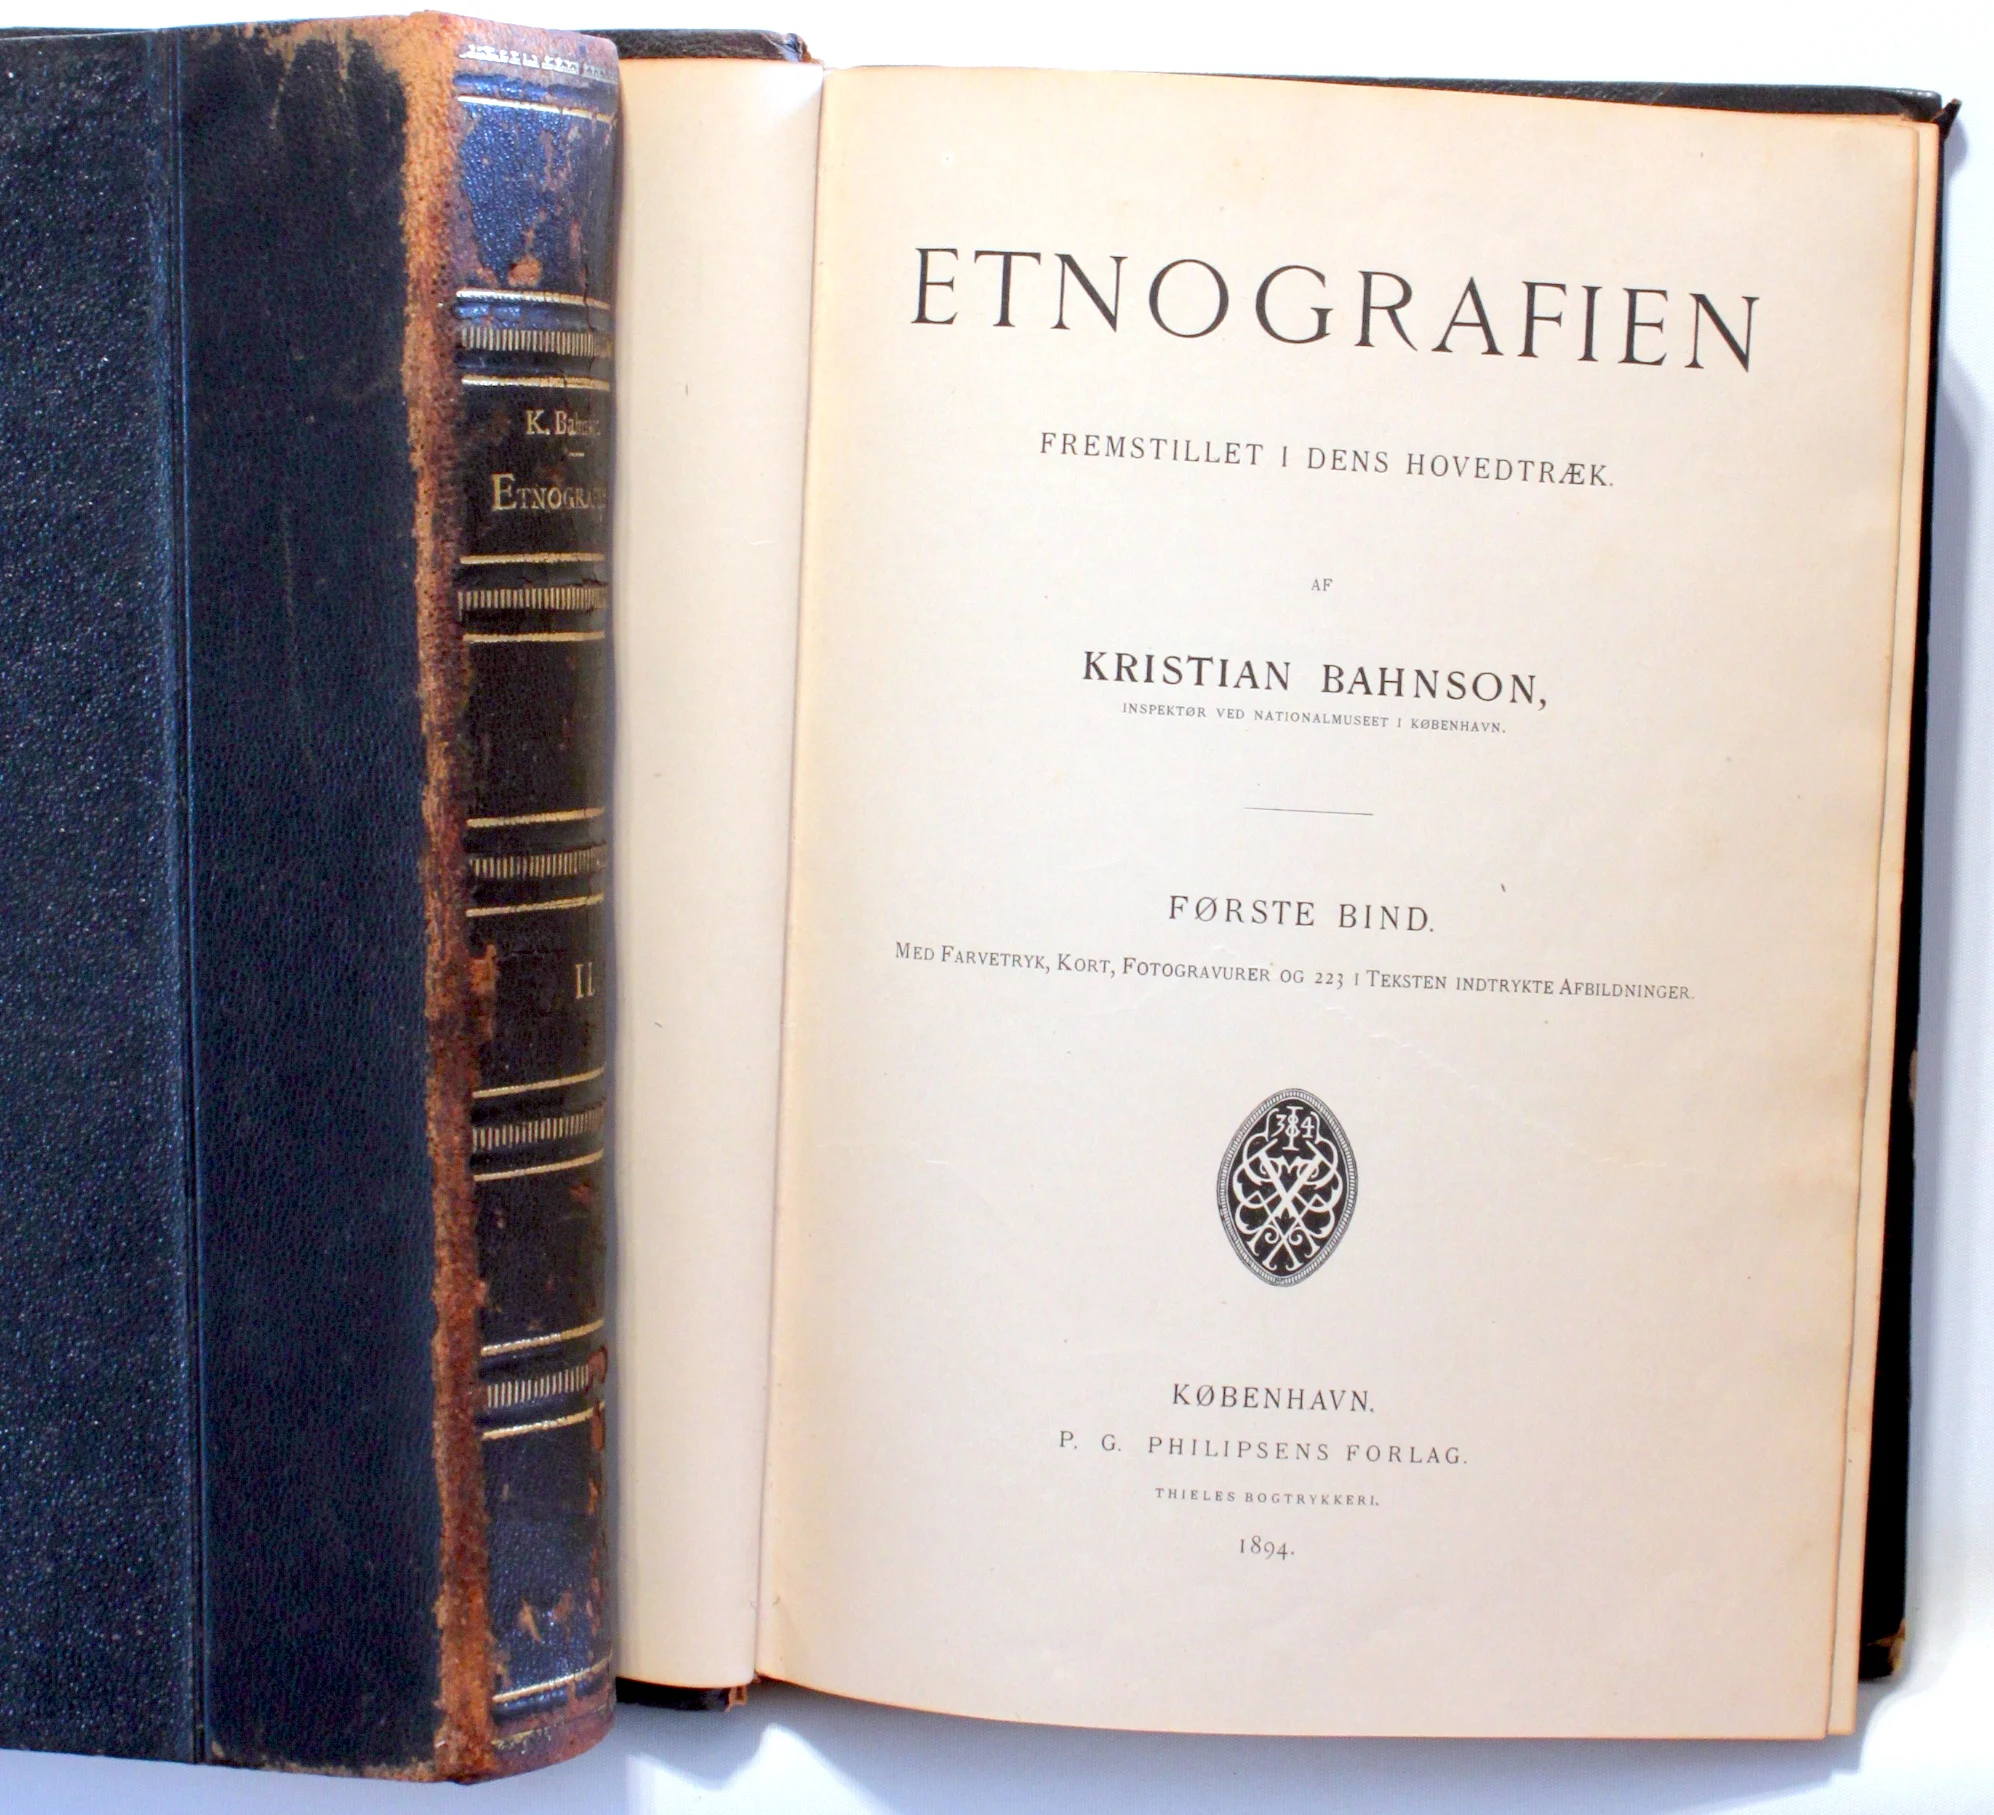 K. Bahnson
ETNOGRAFIEN
II
ETNOGRAFIEN
FREMSTILLET I DENS HOVEDTRÆK.
AF
KRISTIAN BAHNSON,
INSPEKTØR VED NATIONALMUSEET I KØBENHAVN.
FØRSTE BIND.
MED FARVETRYK, KORT, FOTOGRAVURER OG 223 I TEKSTEN INDTRYKTE AFBILDNINGER.
KØBENHAVN.
P. G. PHILIPSENS FORLAG.
THIELES BOGTRYKKERI.
1894.